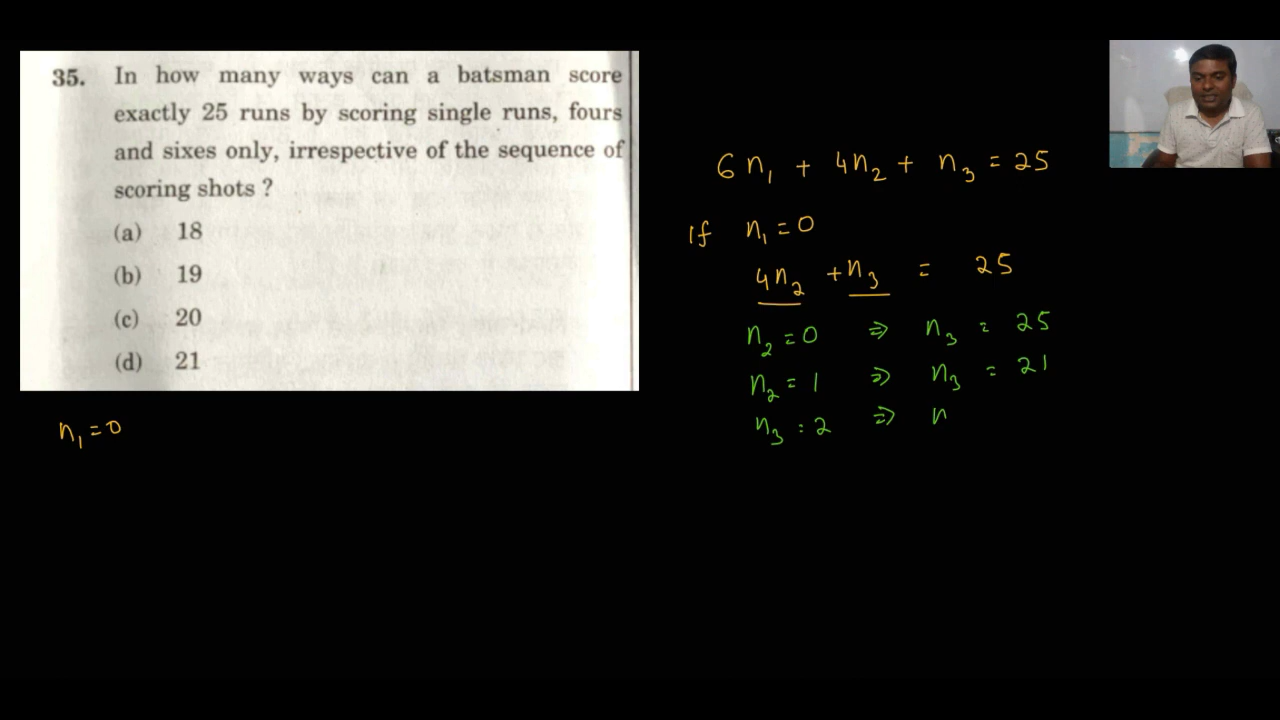 35. In how many ways can a batsman score
exactly 25 runs by scoring single runs, fours
and sixes only, irrespective of the sequence of
scoring shots ?
(a) 18
(b) 19
(c) 20
(d) 21
n₁ = 0
6n₁ + 4n₂ + n₃ = 25
If n₁ = 0
4n₂ + n₃ = 25
n₂ = 0 ⇒ n₃ = 25
n₂ = 1 ⇒ n₃ = 21
n₃ = 2 ⇒ n